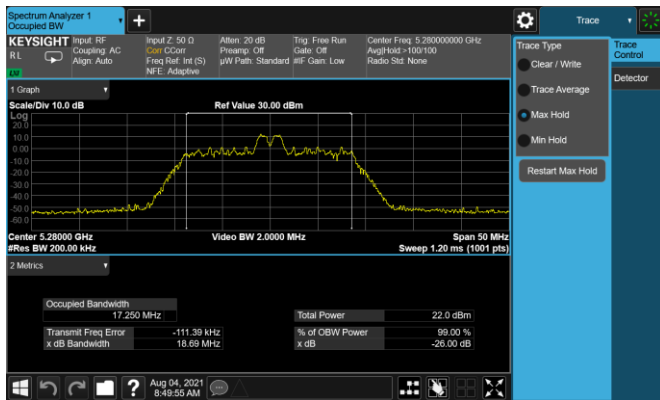 Spectrum Analyzer 1
Occupied BW
Trace
KEYSIGHT
RL
Input: RF
Coupling: AC
Align: Auto
Input Z: 50 Ω
Corr CCorr
Freq Ref: Int (S)
NFE: Adaptive
Atten: 20 dB
Preamp: Off
µW Path: Standard
Trig: Free Run
Gate: Off
#IF Gain: Low
Center Freq: 5.280000000 GHz
Avg|Hold:>100/100
Radio Std: None
Trace Type
Clear / Write
Trace Average
Max Hold
Min Hold
Restart Max Hold
Trace Control
Detector
1 Graph
Scale/Div 10.0 dB
Ref Value 30.00 dBm
Log
20.0
10.0
0.00
-10.0
-20.0
-30.0
-40.0
-50.0
-60.0
Center 5.28000 GHz
#Res BW 200.00 kHz
Video BW 2.0000 MHz
Span 50 MHz
Sweep 1.20 ms (1001 pts)
2 Metrics
Occupied Bandwidth
17.250 MHz
Total Power
22.0 dBm
Transmit Freq Error
-111.39 kHz
% of OBW Power
99.00 %
x dB Bandwidth
18.69 MHz
x dB
-26.00 dB
?
Aug 04, 2021
8:49:55 AM